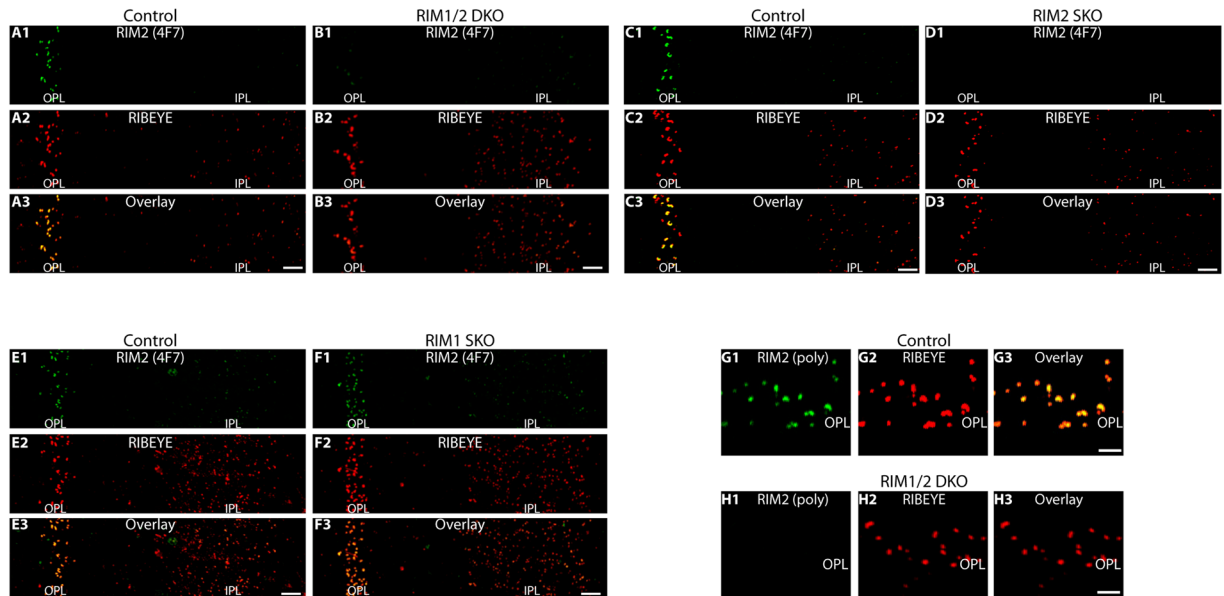 Control
RIM1/2 DKO
Control
RIM2 SKO
A1 RIM2 (4F7)
OPL IPL
B1 RIM2 (4F7)
OPL IPL
C1 RIM2 (4F7)
OPL IPL
D1 RIM2 (4F7)
OPL IPL
A2 RIBEYE
OPL IPL
B2 RIBEYE
OPL IPL
C2 RIBEYE
OPL IPL
D2 RIBEYE
OPL IPL
A3 Overlay
OPL IPL
B3 Overlay
OPL IPL
C3 Overlay
OPL IPL
D3 Overlay
OPL IPL
Control
RIM1 SKO
E1 RIM2 (4F7)
OPL IPL
F1 RIM2 (4F7)
OPL IPL
E2 RIBEYE
OPL IPL
F2 RIBEYE
OPL IPL
E3 Overlay
OPL IPL
F3 Overlay
OPL IPL
Control
G1 RIM2 (poly)
OPL
G2 RIBEYE
OPL
G3 Overlay
OPL
RIM1/2 DKO
H1 RIM2 (poly)
OPL
H2 RIBEYE
OPL
H3 Overlay
OPL